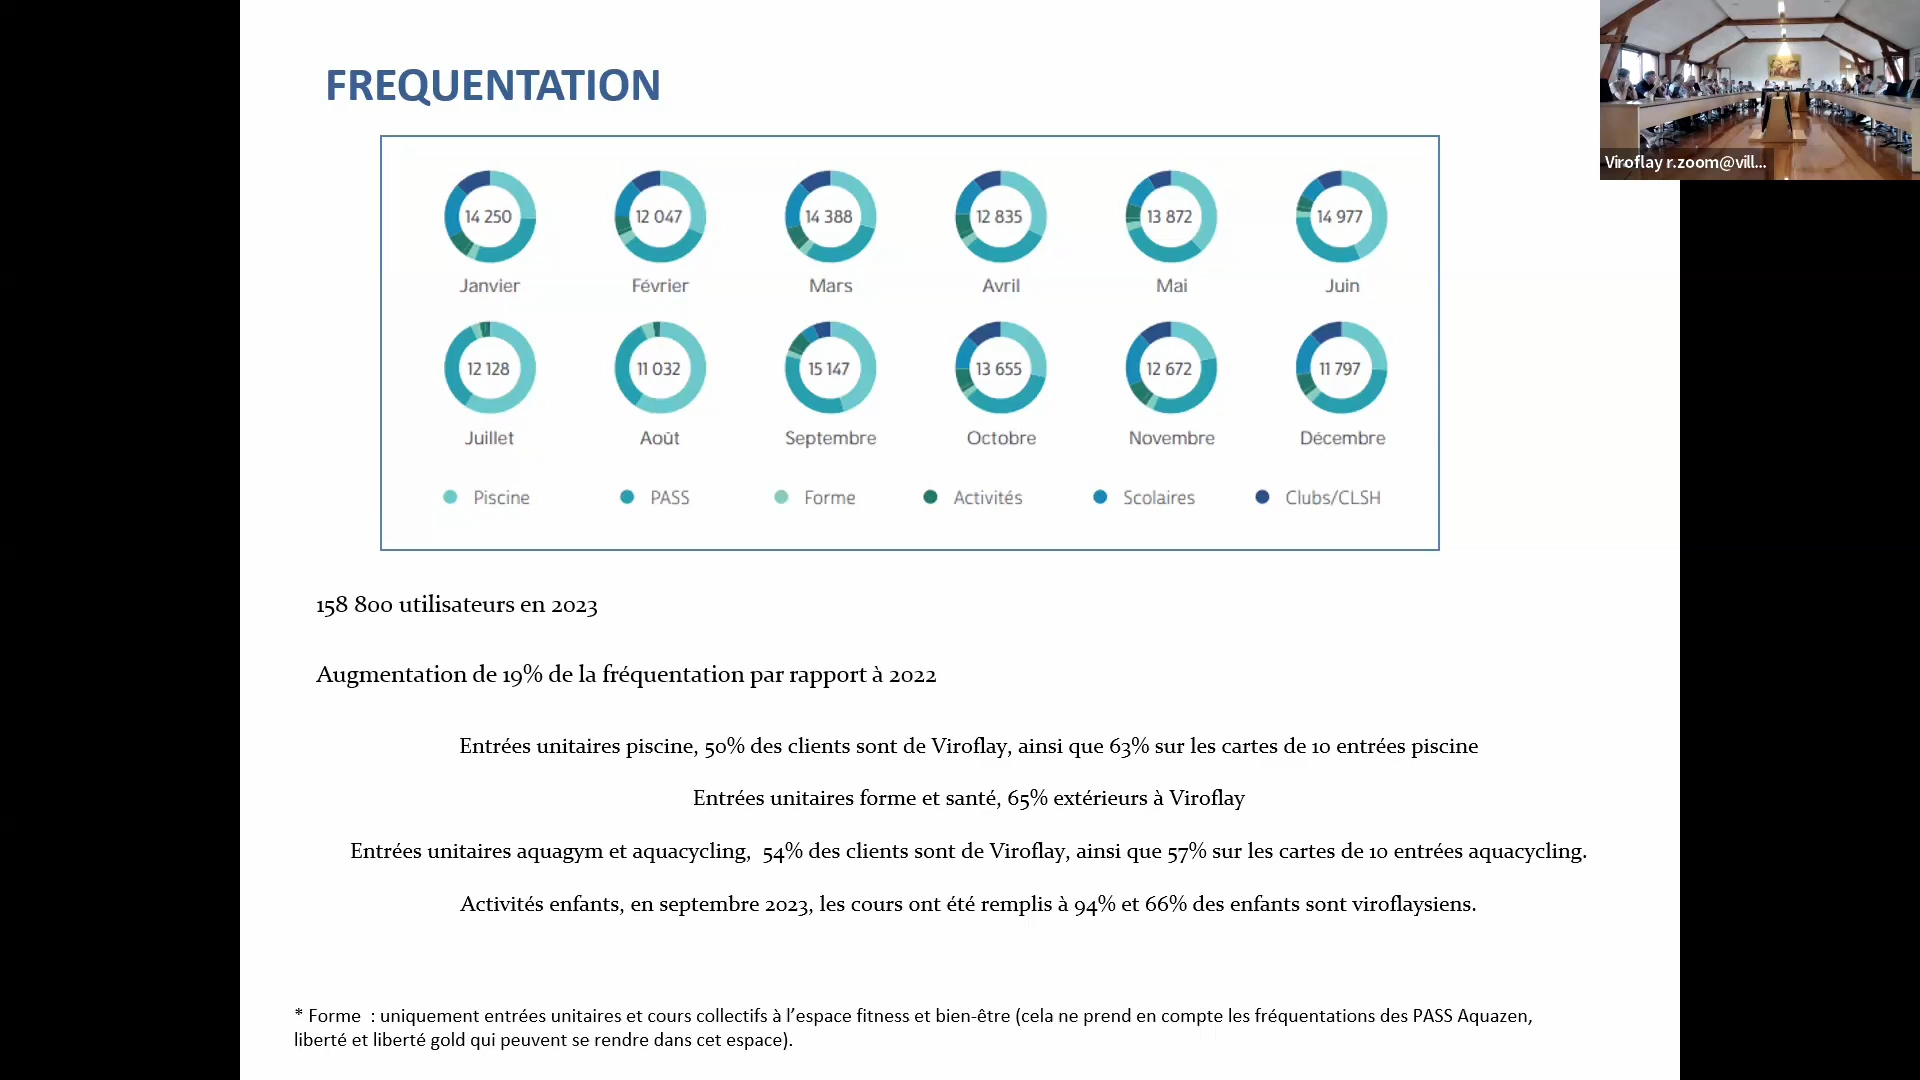 FREQUENTATION
Viroflay r.zoom@vill...
14 250 12 047 14 388 12 835 13 872 14 977
Janvier Février Mars Avril Mai Juin
12 128 11 032 15 147 13 655 12 672 11 797
Juillet Août Septembre Octobre Novembre Décembre
Piscine PASS Forme Activités Scolaires Clubs/CLSH
158 800 utilisateurs en 2023
Augmentation de 19% de la fréquentation par rapport à 2022
Entrées unitaires piscine, 50% des clients sont de Viroflay, ainsi que 63% sur les cartes de 10 entrées piscine
Entrées unitaires forme et santé, 65% extérieurs à Viroflay
Entrées unitaires aquagym et aquacycling, 54% des clients sont de Viroflay, ainsi que 57% sur les cartes de 10 entrées aquacycling.
Activités enfants, en septembre 2023, les cours ont été remplis à 94% et 66% des enfants sont viroflaysiens.
* Forme : uniquement entrées unitaires et cours collectifs à l’espace fitness et bien-être (cela ne prend en compte les fréquentations des PASS Aquazen,
liberté et liberté gold qui peuvent se rendre dans cet espace).